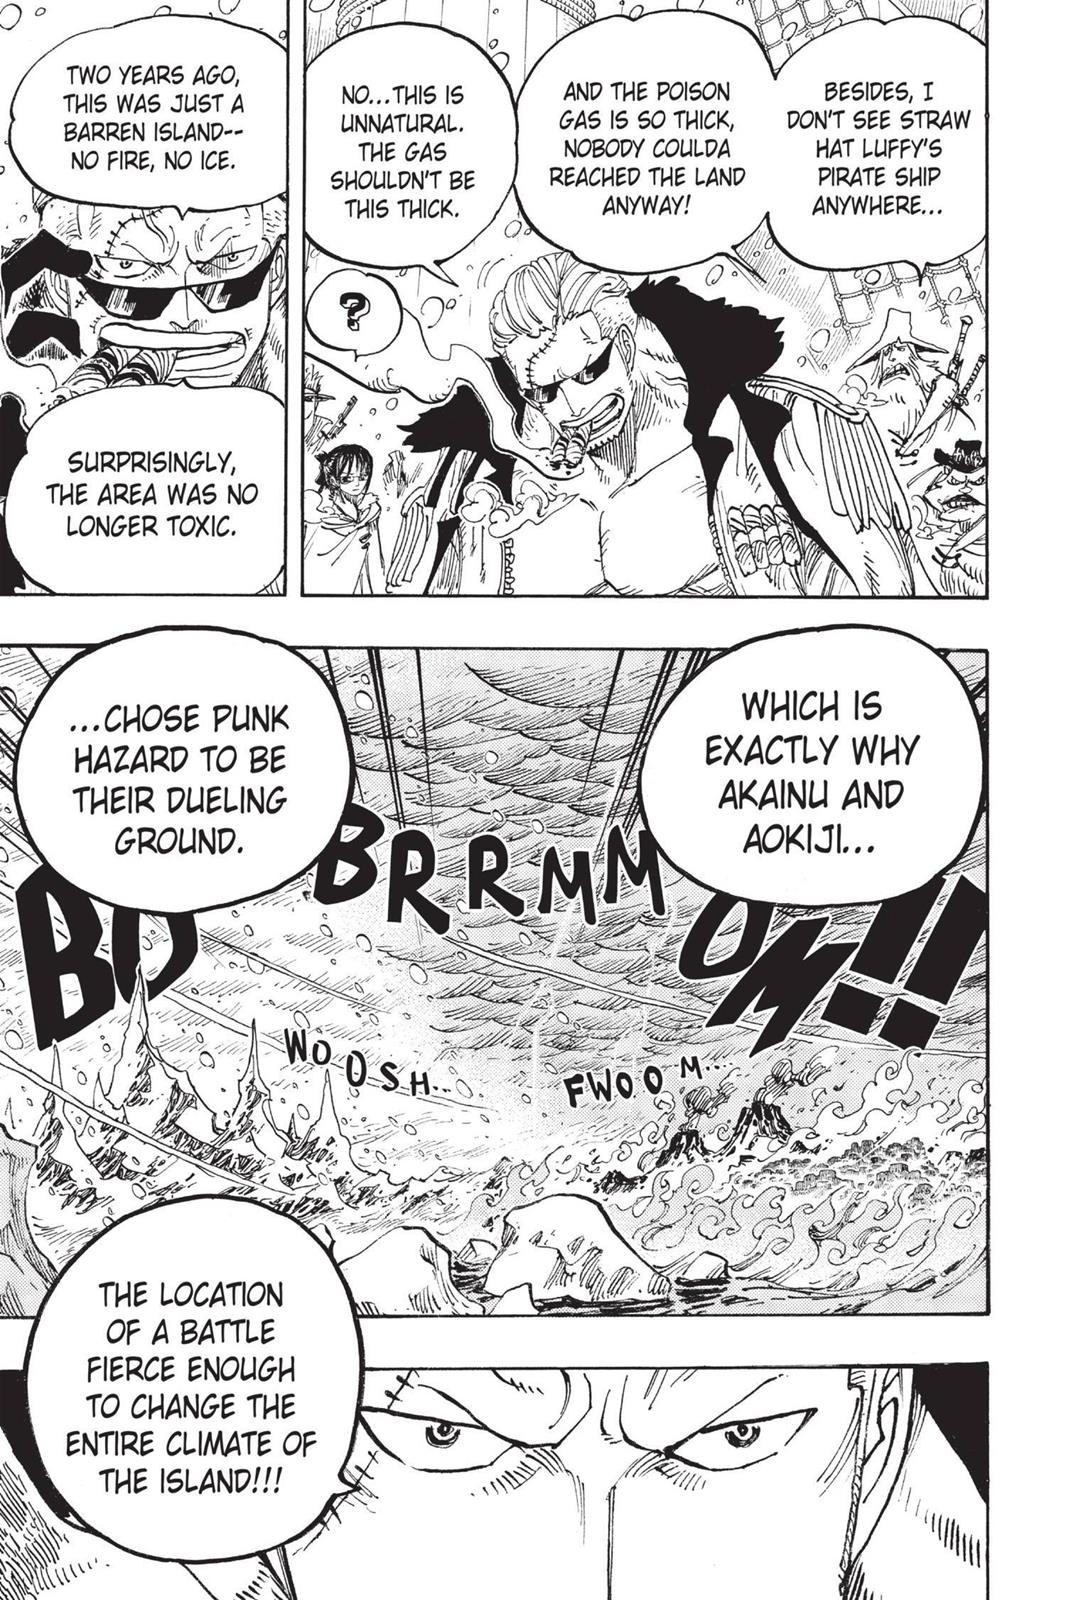 BESIDES, I
DON'T SEE STRAW
HAT LUFFY'S
PIRATE SHIP
ANYWHERE...
AND THE POISON
GAS IS SO THICK,
NOBODY COULDA
REACHED THE LAND
ANYWAY!
NO...THIS IS
UNNATURAL.
THE GAS
SHOULDN'T BE
THIS THICK.
?
TWO YEARS AGO,
THIS WAS JUST A
BARREN ISLAND--
NO FIRE, NO ICE.
SURPRISINGLY,
THE AREA WAS NO
LONGER TOXIC.
WHICH IS
EXACTLY WHY
AKAINU AND
AOKIJI...
...CHOSE PUNK
HAZARD TO BE
THEIR DUELING
GROUND.
BOBRRMMOM!!
FWOOM...
WOOSH...
THE LOCATION
OF A BATTLE
FIERCE ENOUGH
TO CHANGE THE
ENTIRE CLIMATE OF
THE ISLAND!!!